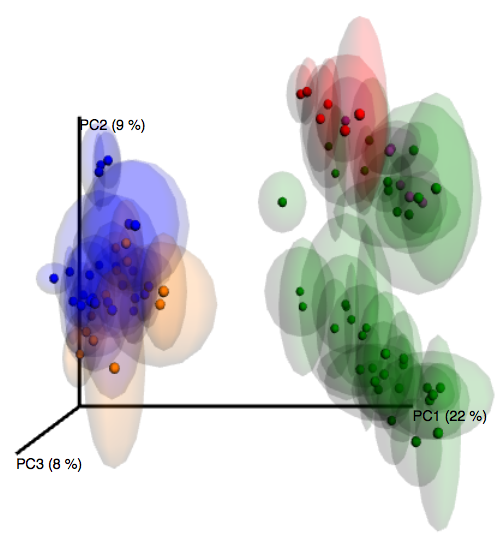 PC2 (9 %)
PC1 (22 %)
PC3 (8 %)